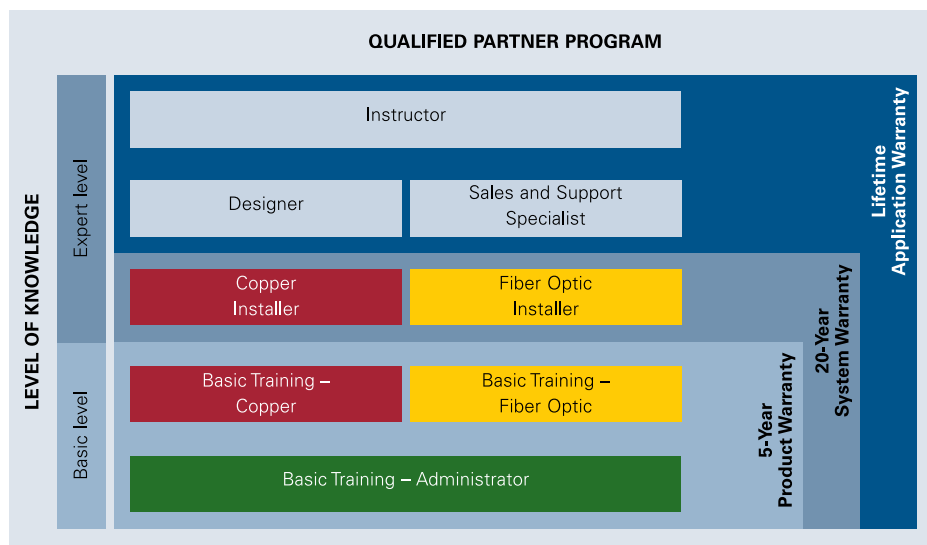 QUALIFIED PARTNER PROGRAM
LEVEL OF KNOWLEDGE
Expert level
Basic level
Instructor
Designer
Sales and Support
Specialist
Copper
Installer
Fiber Optic
Installer
Basic Training –
Copper
Basic Training –
Fiber Optic
Basic Training – Administrator
5-Year
Product Warranty
20-Year
System Warranty
Lifetime
Application Warranty